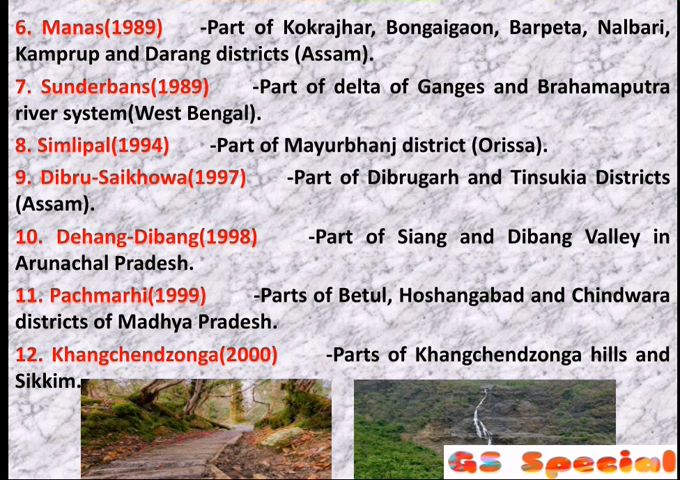 6. Manas(1989) -Part of Kokrajhar, Bongaigaon, Barpeta, Nalbari,
Kamprup and Darang districts (Assam).
7. Sunderbans(1989) -Part of delta of Ganges and Brahamaputra
river system(West Bengal).
8. Simlipal(1994) -Part of Mayurbhanj district (Orissa).
9. Dibru-Saikhowa(1997) -Part of Dibrugarh and Tinsukia Districts
(Assam).
10. Dehang-Dibang(1998) -Part of Siang and Dibang Valley in
Arunachal Pradesh.
11. Pachmarhi(1999) -Parts of Betul, Hoshangabad and Chindwara
districts of Madhya Pradesh.
12. Khangchendzonga(2000) -Parts of Khangchendzonga hills and
Sikkim.
GS Special